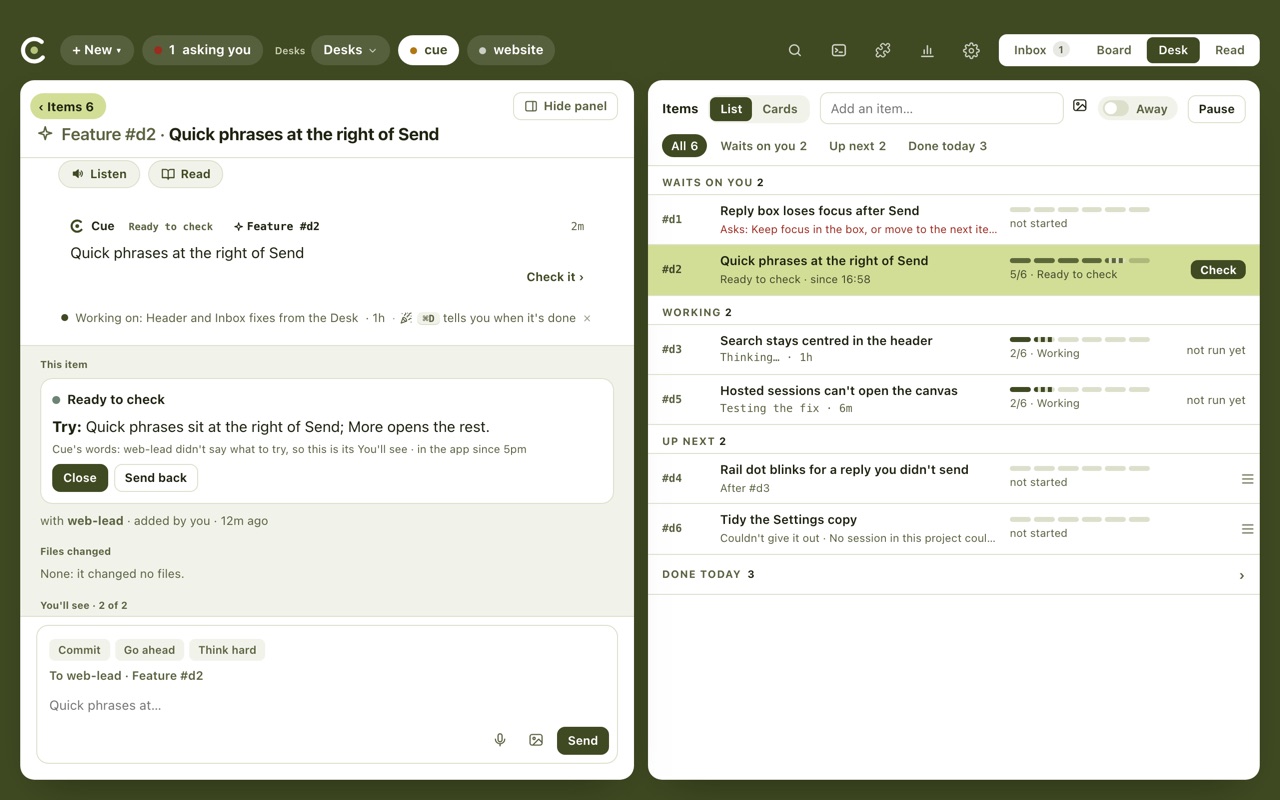 + New ▾
1 asking you
Desks
Desks
cue
website
Inbox 1
Board
Desk
Read
‹ Items 6
Hide panel
Feature #d2 · Quick phrases at the right of Send
Listen
Read
Cue Ready to check Feature #d2 2m
Quick phrases at the right of Send
Check it ›
Working on: Header and Inbox fixes from the Desk · 1h · ⌘D tells you when it's done ×
This item
Ready to check
Try: Quick phrases sit at the right of Send; More opens the rest.
Cue's words: web-lead didn't say what to try, so this is its You'll see · in the app since 5pm
Close
Send back
with web-lead · added by you · 12m ago
Files changed
None: it changed no files.
You'll see · 2 of 2
Commit
Go ahead
Think hard
To web-lead · Feature #d2
Quick phrases at...
Send
Items
List
Cards
Add an item...
Away
Pause
All 6
Waits on you 2
Up next 2
Done today 3
WAITS ON YOU 2
#d1
Reply box loses focus after Send
Asks: Keep focus in the box, or move to the next ite...
not started
#d2
Quick phrases at the right of Send
Ready to check · since 16:58
5/6 · Ready to check
Check
WORKING 2
#d3
Search stays centred in the header
Thinking… · 1h
2/6 · Working
not run yet
#d5
Hosted sessions can't open the canvas
Testing the fix · 6m
2/6 · Working
not run yet
UP NEXT 2
#d4
Rail dot blinks for a reply you didn't send
After #d3
not started
#d6
Tidy the Settings copy
Couldn't give it out · No session in this project coul...
not started
DONE TODAY 3
›